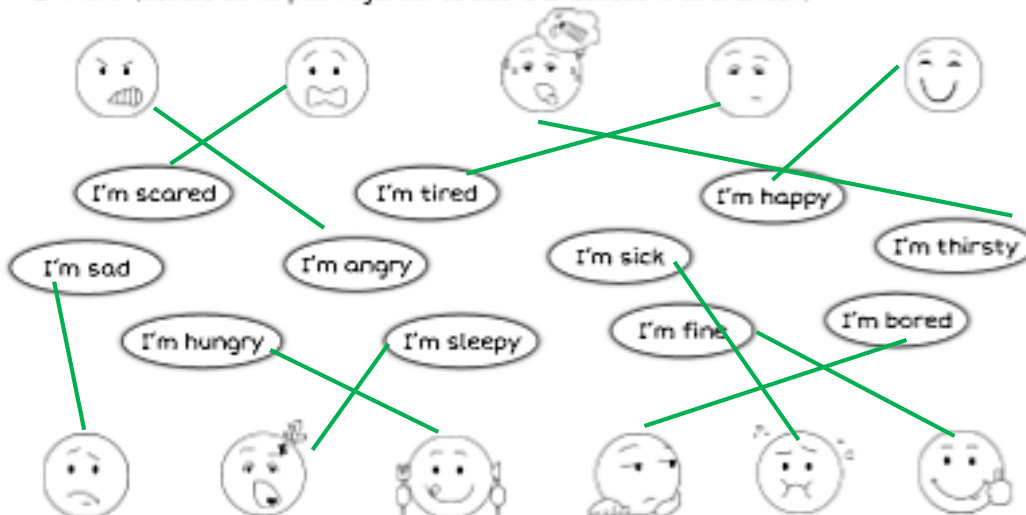 I'm scared
I'm tired
I'm happy
I'm sad
I'm angry
I'm sick
I'm thirsty
I'm hungry
I'm sleepy
I'm fine
I'm bored